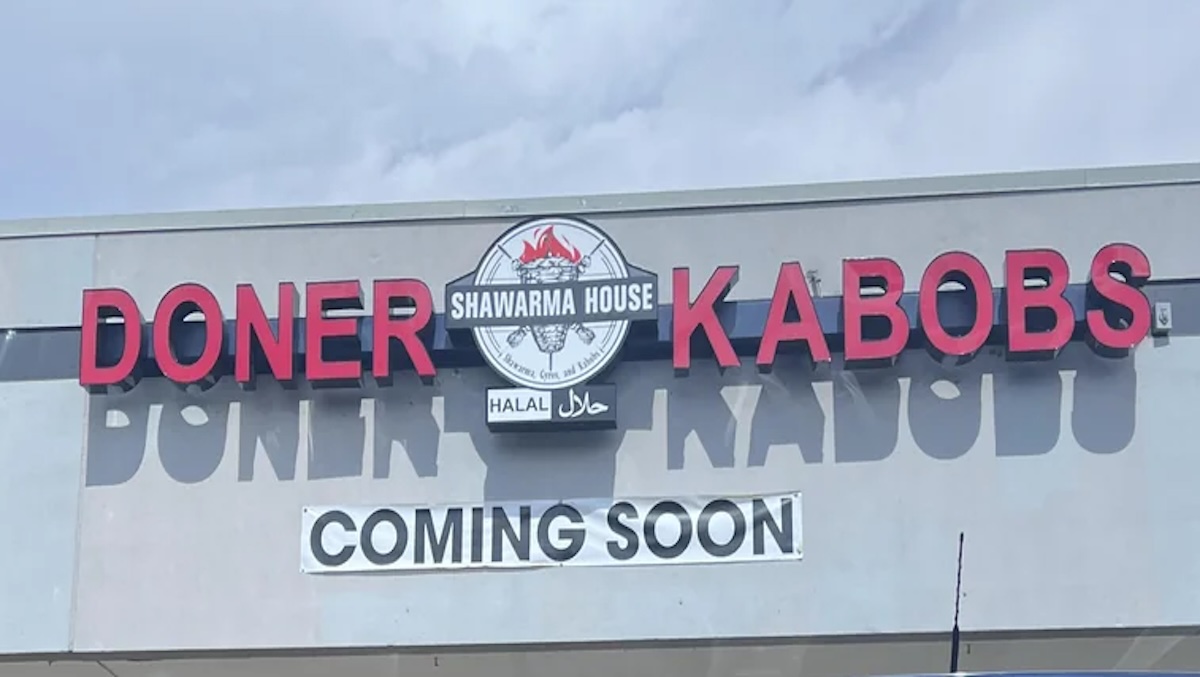 DONER KABOBS
SHAWARMA HOUSE
Shawarma, Gyros, and Kabobs
HALAL حلال
COMING SOON